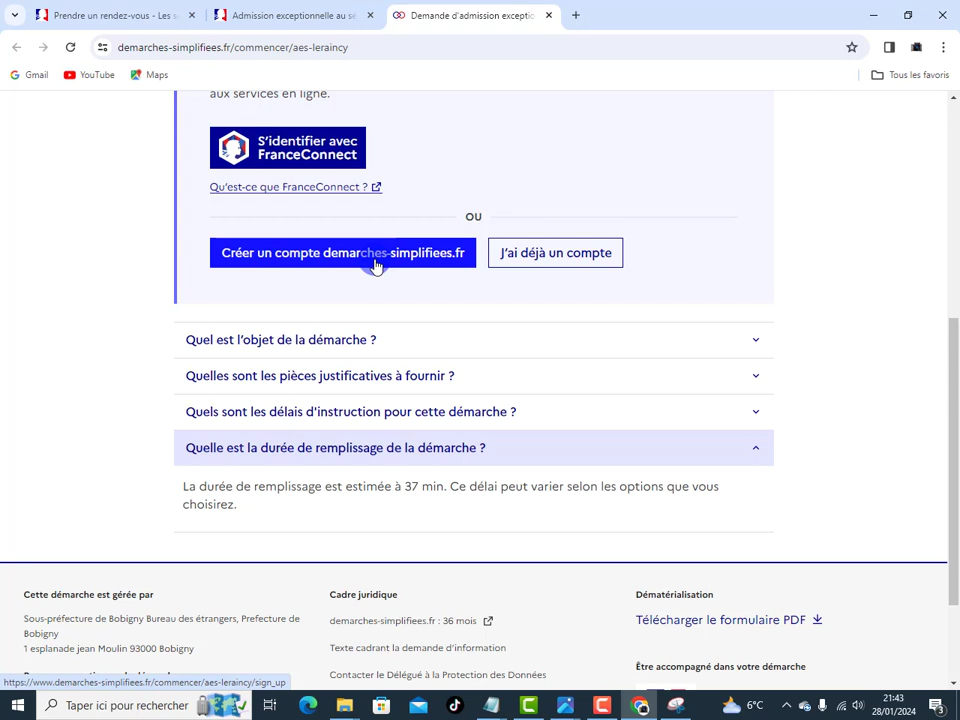 Prendre un rendez-vous - Les se
Admission exceptionnelle au sé
Demande d'admission exceptio
demarches-simplifiees.fr/commencer/aes-leraincy
Gmail
YouTube
Maps
Tous les favoris
aux services en ligne.
S'identifier avec
FranceConnect
Qu'est-ce que FranceConnect ?
OU
Créer un compte demarches-simplifiees.fr
J'ai déjà un compte
Quel est l'objet de la démarche ?
Quelles sont les pièces justificatives à fournir ?
Quels sont les délais d'instruction pour cette démarche ?
Quelle est la durée de remplissage de la démarche ?
La durée de remplissage est estimée à 37 min. Ce délai peut varier selon les options que vous
choisirez.
Cette démarche est gérée par
Sous-préfecture de Bobigny Bureau des étrangers, Prefecture de
Bobigny
1 esplanade jean Moulin 93000 Bobigny
Cadre juridique
demarches-simplifiees.fr : 36 mois
Texte cadrant la demande d'information
Contacter le Délégué à la Protection des Données
Dématérialisation
Télécharger le formulaire PDF
Être accompagné dans votre démarche
https://www.demarches-simplifiees.fr/commencer/aes-leraincy/sign_up
Taper ici pour rechercher
6°C
21:43
28/01/2024
3